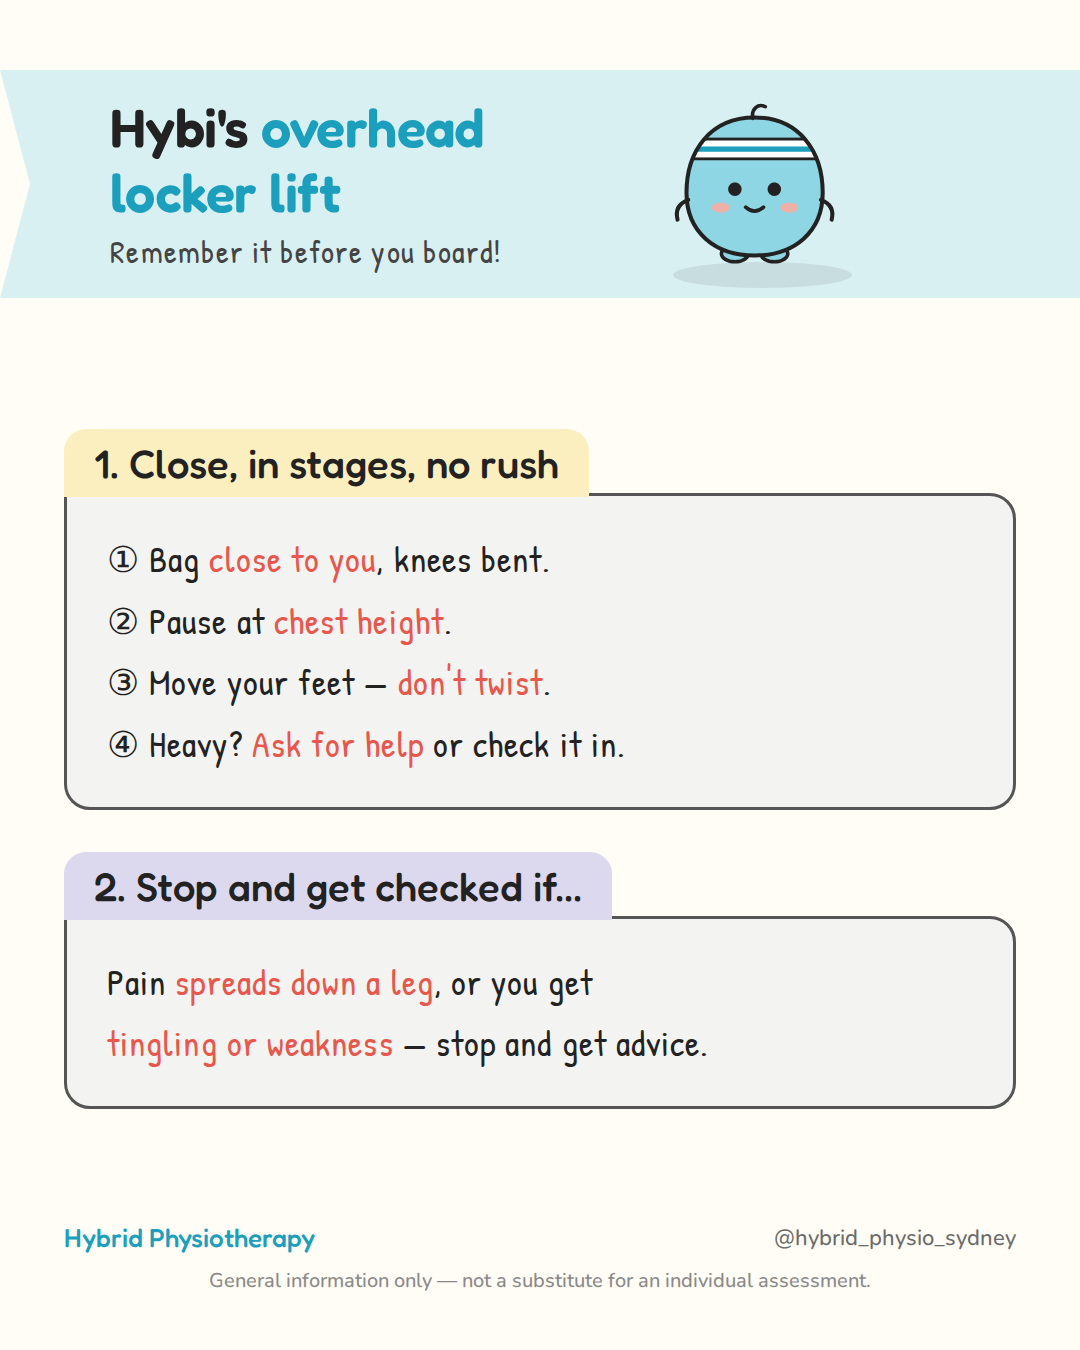 Hybi's overhead
locker lift
Remember it before you board!
1. Close, in stages, no rush
① Bag close to you, knees bent.
② Pause at chest height.
③ Move your feet – don't twist.
④ Heavy? Ask for help or check it in.
2. Stop and get checked if...
Pain spreads down a leg, or you get
tingling or weakness – stop and get advice.
Hybrid Physiotherapy
@hybrid_physio_sydney
General information only — not a substitute for an individual assessment.